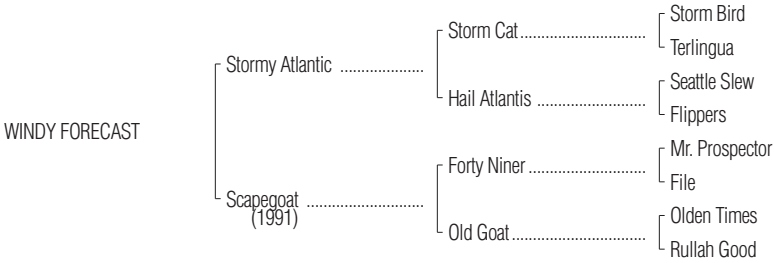 Storm Bird
Storm Cat..............................
Terlingua
Stormy Atlantic ....................
Seattle Slew
Hail Atlantis ..........................
Flippers
WINDY FORECAST
Mr. Prospector
Forty Niner............................
File
Scapegoat ............................
(1991)
Olden Times
Old Goat................................
Rullah Good